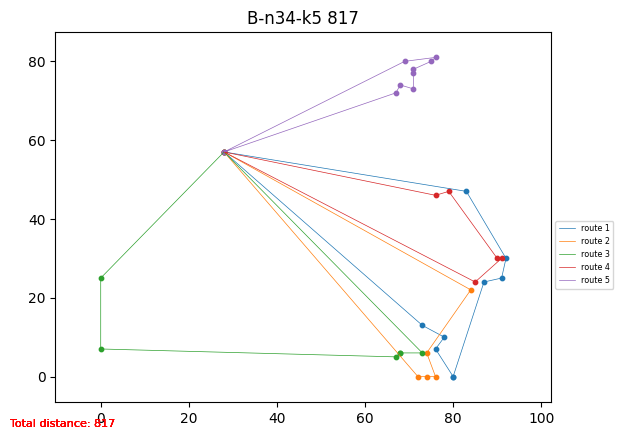 B-n34-k5 817
80
60
40
20
0
0 20 40 60 80 100
route 1
route 2
route 3
route 4
route 5
Total distance: 817